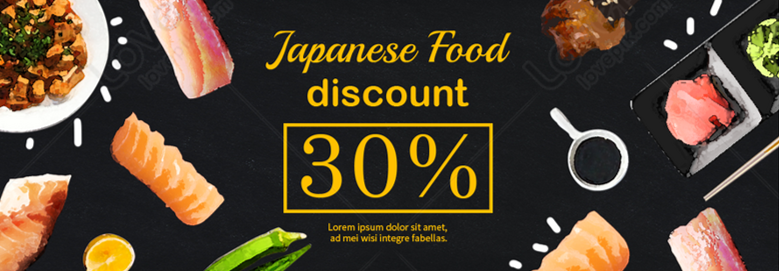 Japanese Food
discount
30%
Lorem ipsum dolor sit amet,
ad mei wisi integre fabellas.